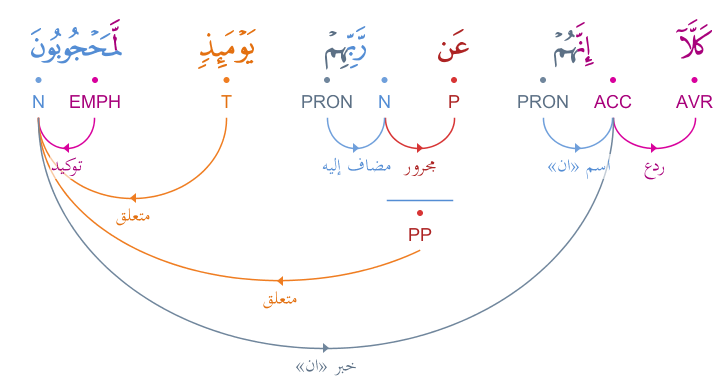 كَلَّآ إِنَّهُمْ عَن رَّبِّهِمْ يَوْمَئِذٍ لَّمَحْجُوبُونَ
AVR ACC PRON P N PRON T EMPH N
ردع اسم «ان» مجرور مضاف إليه توكيد
متعلق
PP
متعلق
خبر «ان»